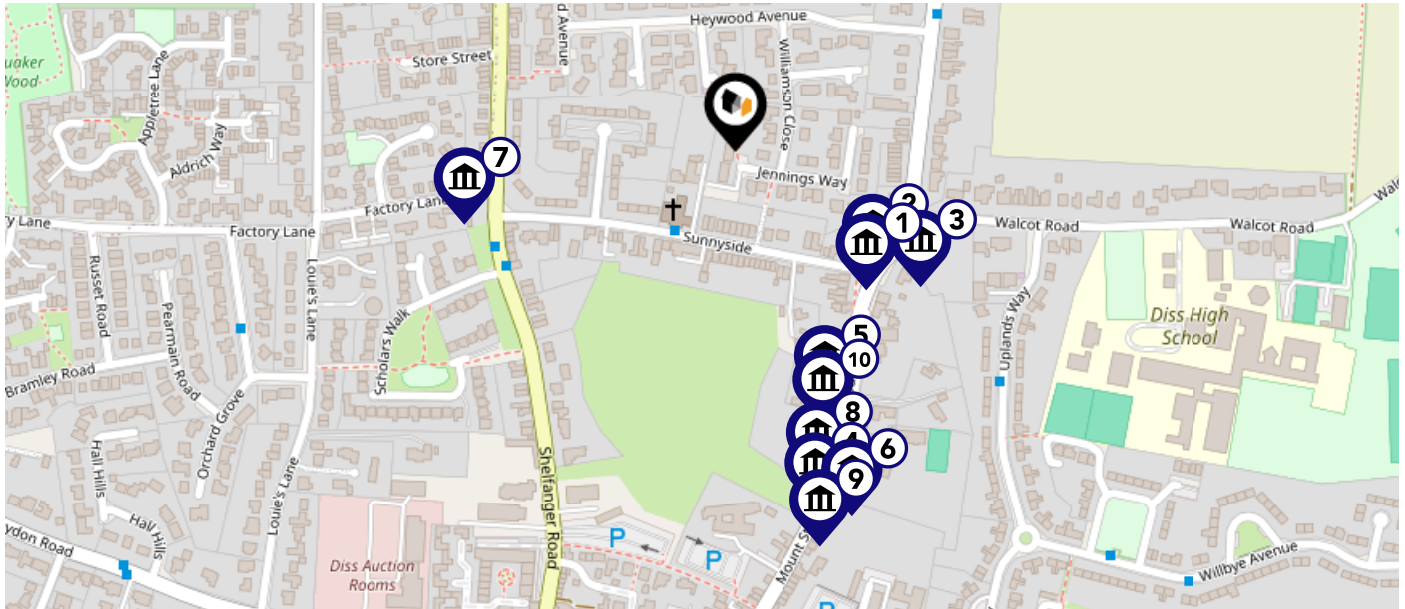 Heywood Avenue
d Avenue
Store Street
uaker
Wood
Appletree Lane
Williamson Close
Aldrich Way
7
Jennings Way
Factory Lane
2
1
3
ry Lane
Factory Lane
Sunnyside
Walcot Road
Walcot Road
Walc
Russet Road
Louie's Lane
Pearmain Road
Scholars Walk
Uplands Way
Diss High
School
5
10
Bramley Road
Orchard Grove
8
4
6
9
Hall Hills
Hall Hills
Louie's Lane
Shelfanger Road
ydon Road
P
P
Mount S
Diss Auction
Rooms
Willbye Avenue
P